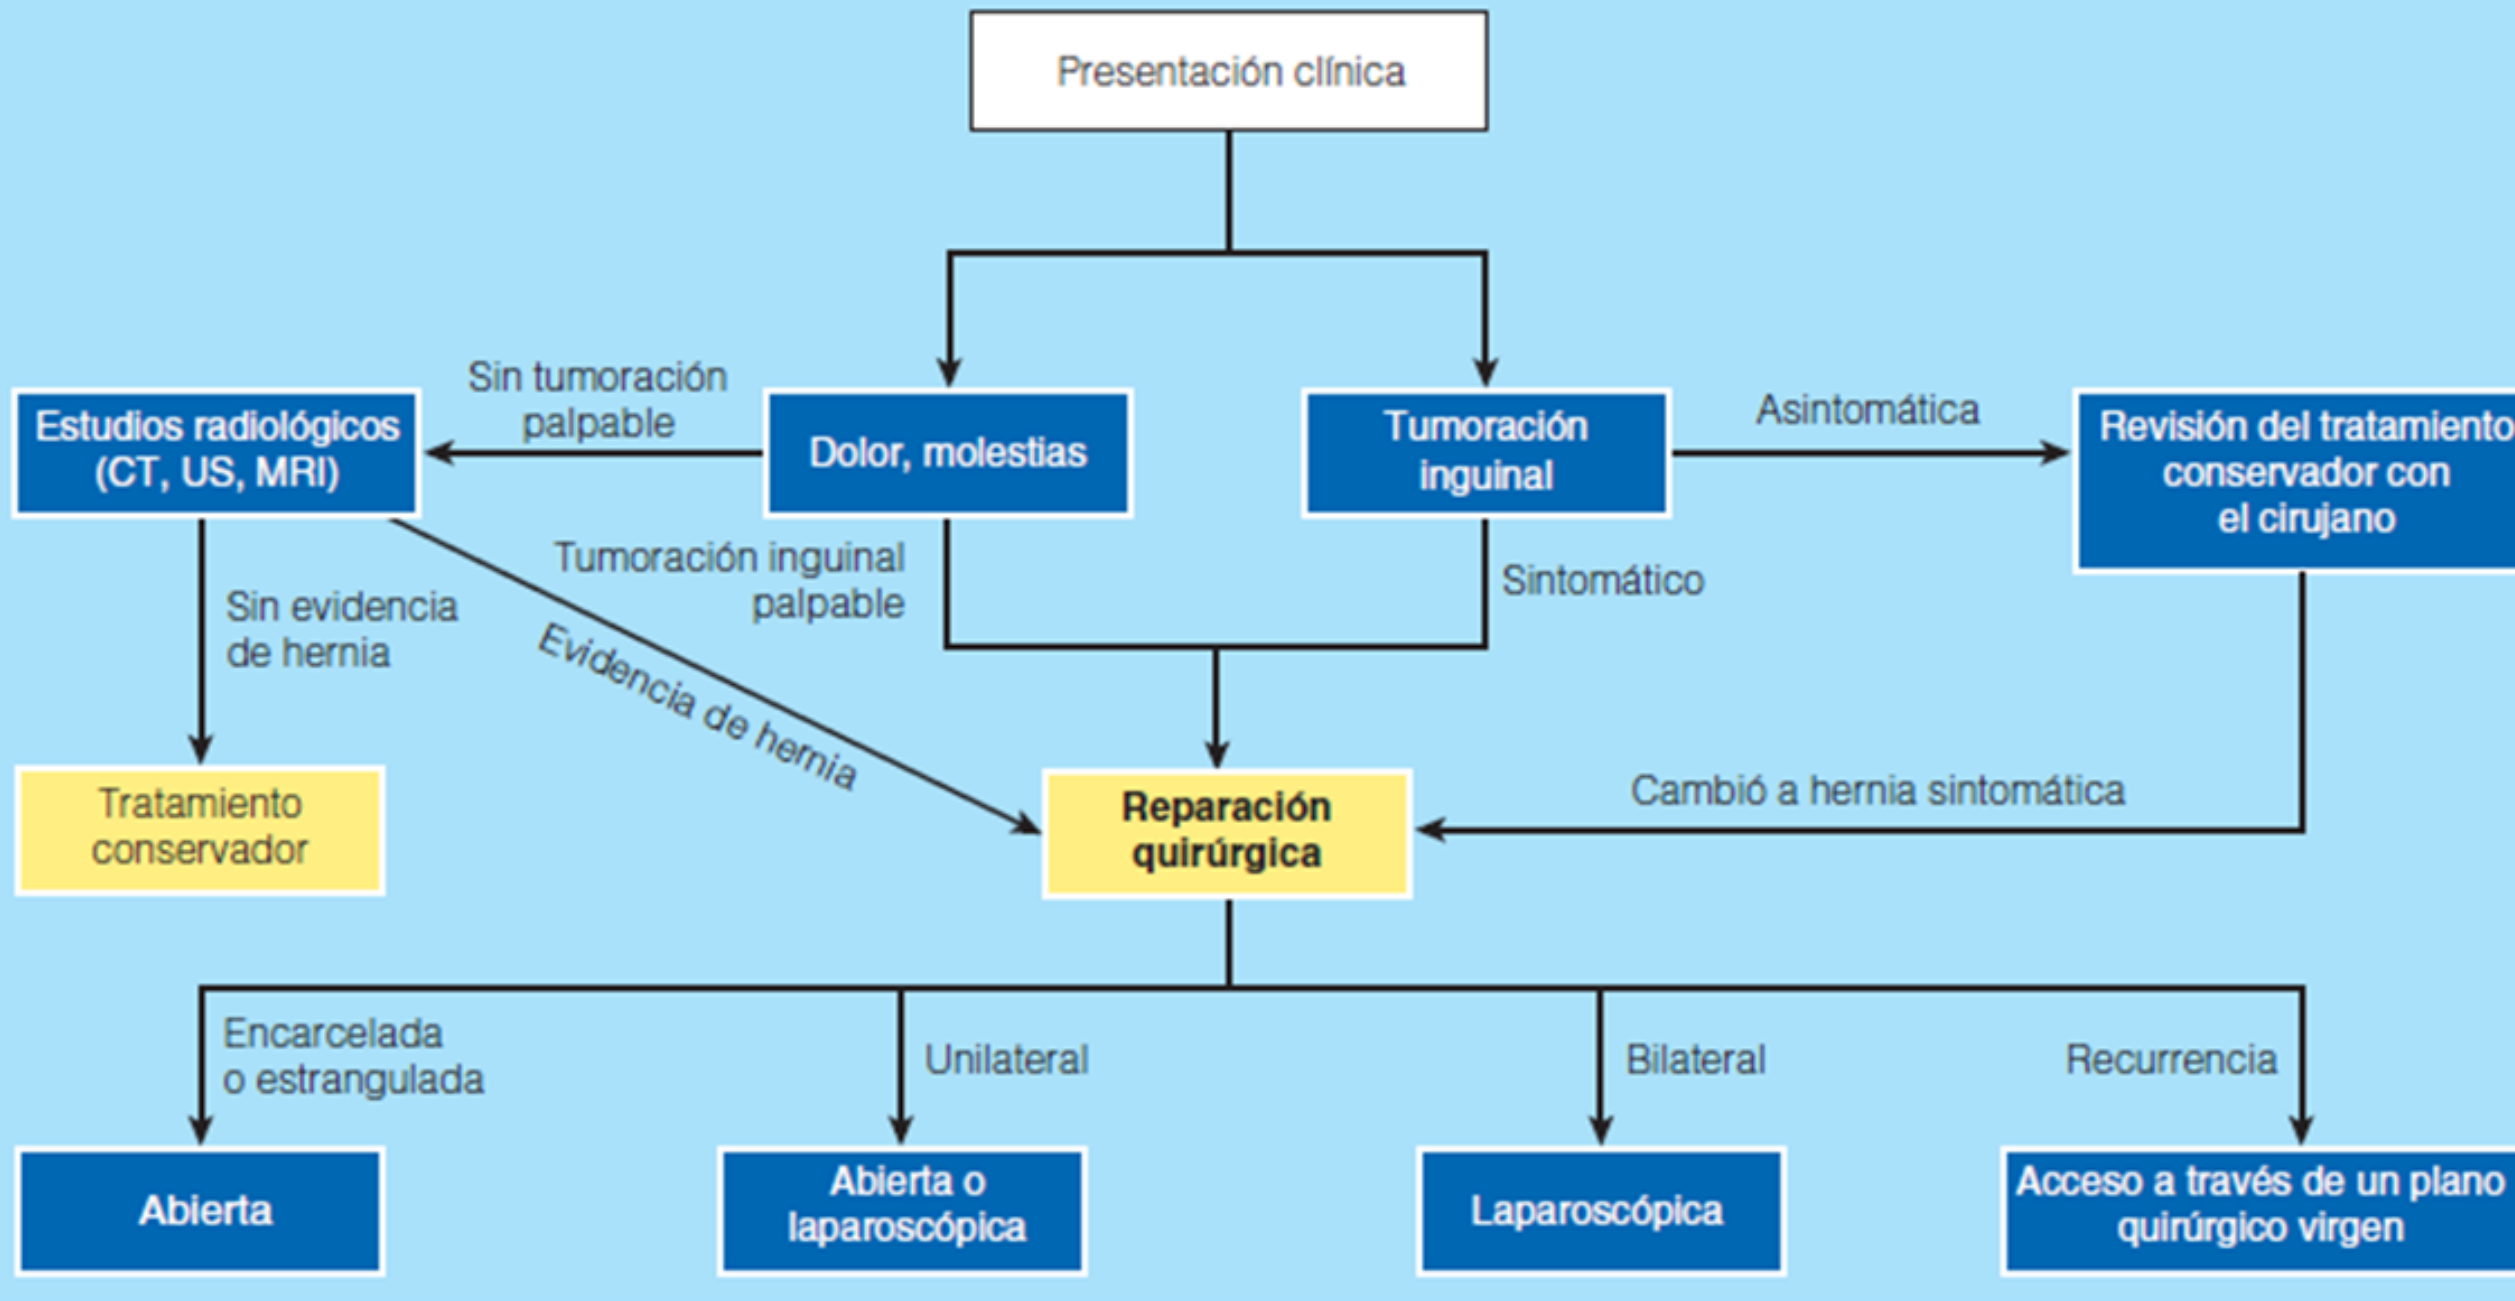 Presentación clínica
Sin tumoración
palpable
Estudios radiológicos
(CT, US, MRI)
Dolor, molestias
Tumoración
inguinal
Asintomática
Revisión del tratamiento
conservador con
el cirujano
Tumoración inguinal
palpable
Sintomático
Sin evidencia
de hernia
Evidencia de hernia
Tratamiento
conservador
Reparación
quirúrgica
Cambió a hernia sintomática
Encarcelada
o estrangulada
Unilateral
Bilateral
Recurrencia
Abierta
Abierta o
laparoscópica
Laparoscópica
Acceso a través de un plano
quirúrgico virgen